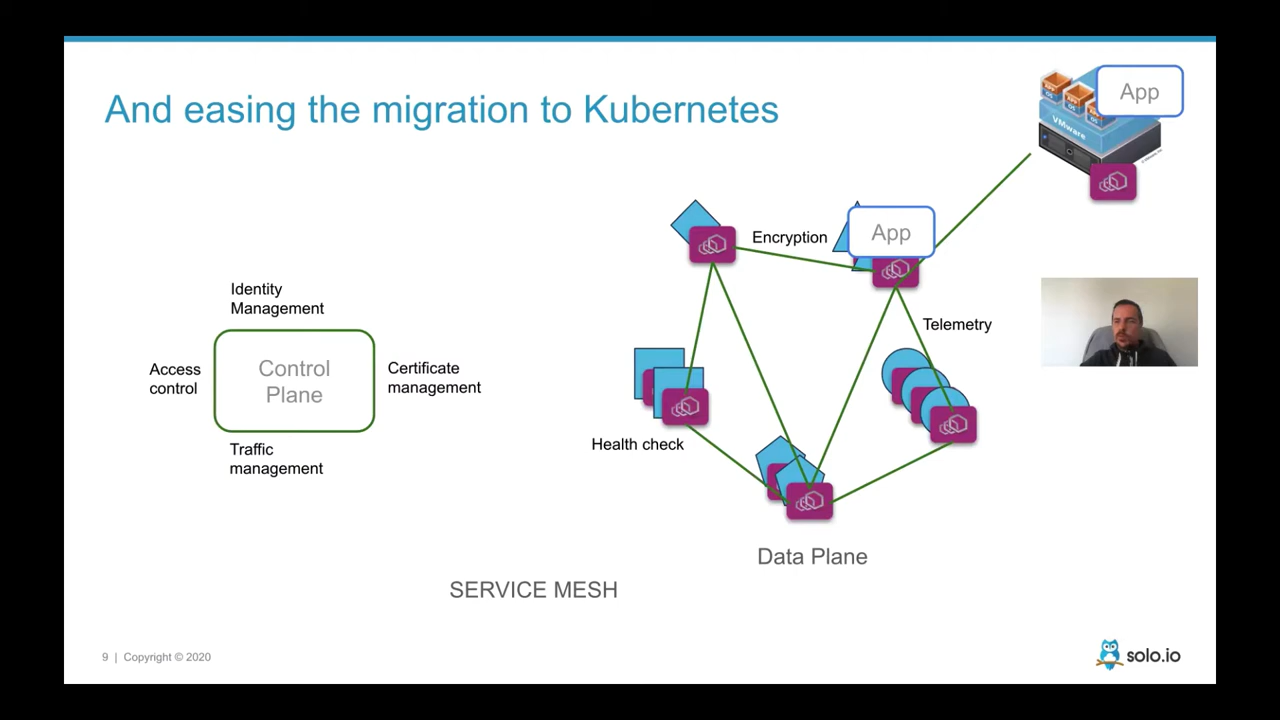 And easing the migration to Kubernetes
App
VMware
App
Encryption
Telemetry
Identity
Management
Access
control
Control
Plane
Certificate
management
Traffic
management
Health check
Data Plane
SERVICE MESH
9 | Copyright © 2020
solo.io